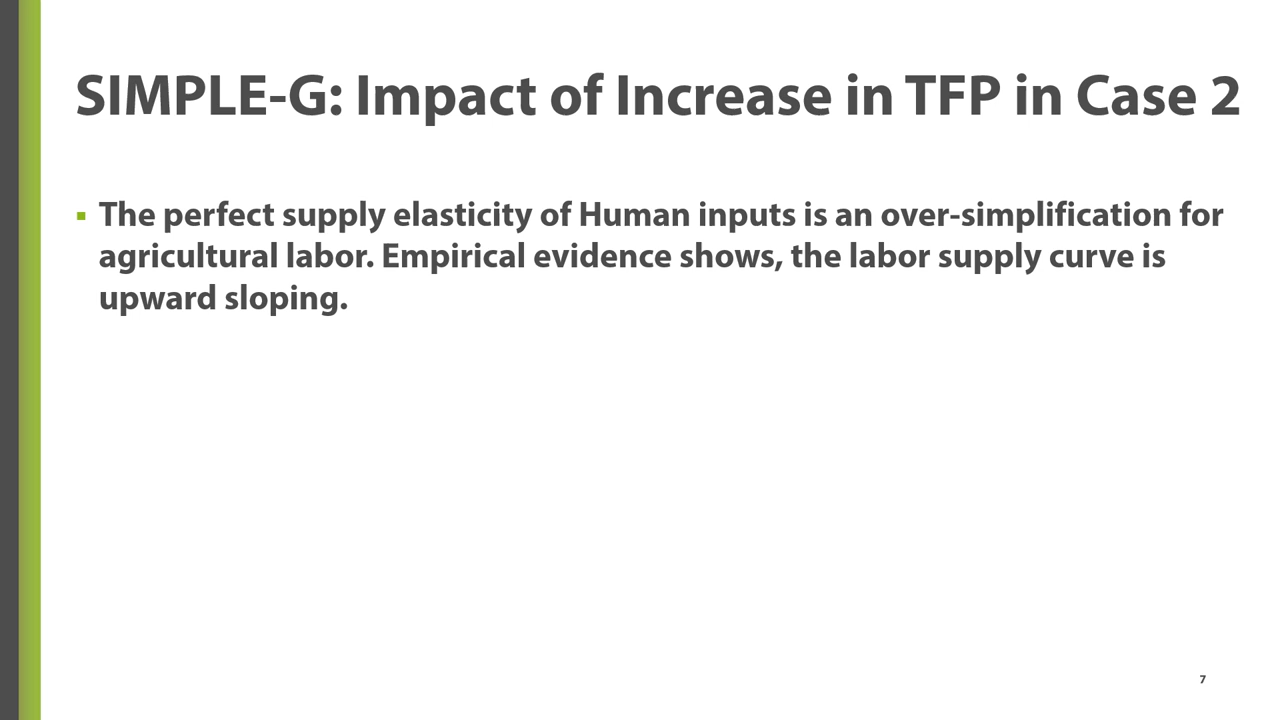 SIMPLE-G: Impact of Increase in TFP in Case 2
▪ The perfect supply elasticity of Human inputs is an over-simplification for
agricultural labor. Empirical evidence shows, the labor supply curve is
upward sloping.
7